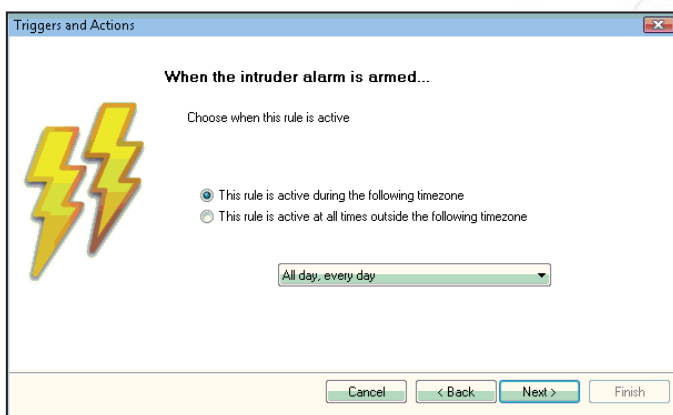 Triggers and Actions
When the intruder alarm is armed...
Choose when this rule is active
This rule is active during the following timezone
This rule is active at all times outside the following timezone
All day, every day
Cancel < Back Next > Finish